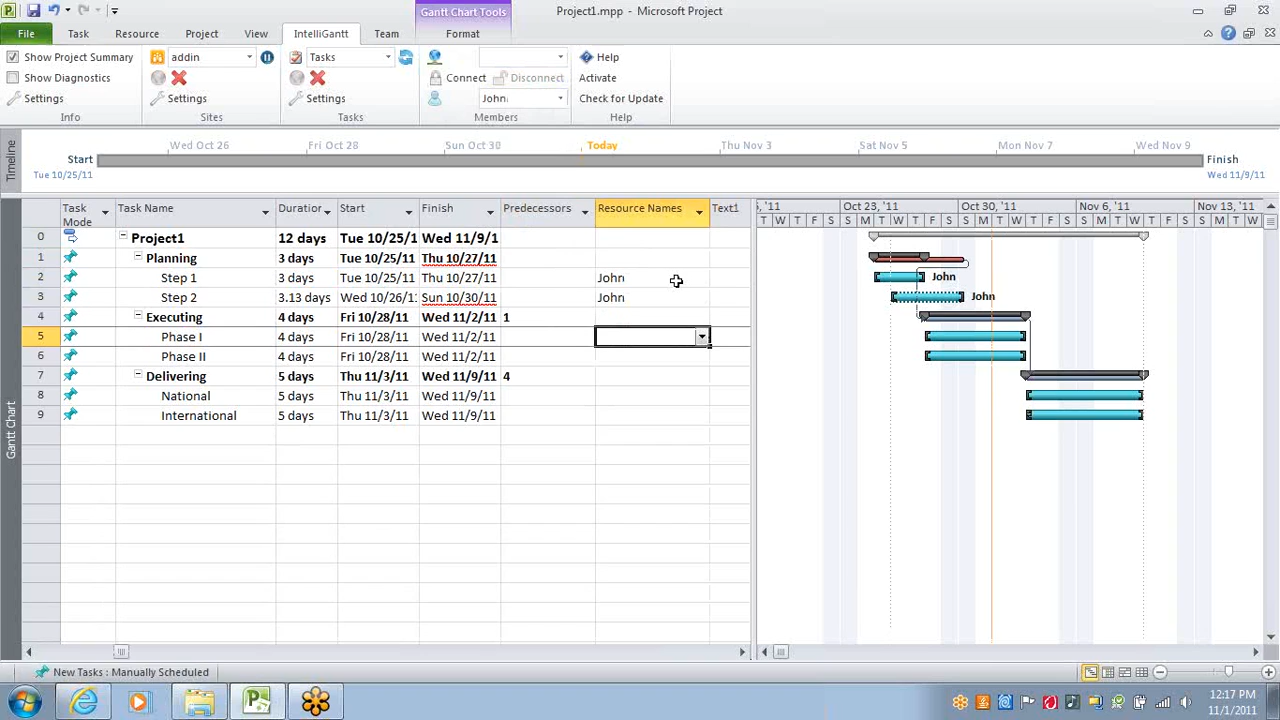 Gantt Chart Tools
Project1.mpp - Microsoft Project
File Task Resource Project View IntelliGantt Team Format
Show Project Summary addin Tasks Help
Show Diagnostics Connect Disconnect Activate
Settings Settings Settings John Check for Update
Info Sites Tasks Members Help
Timeline
Wed Oct 26 Fri Oct 28 Sun Oct 30 Today Thu Nov 3 Sat Nov 5 Mon Nov 7 Wed Nov 9
Start Finish
Tue 10/25/11 Wed 11/9/11
Gantt Chart
Task Mode Task Name Duration Start Finish Predecessors Resource Names Text1
, '11 Oct 23, '11 Oct 30, '11 Nov 6, '11 Nov 13, '11
T W F S T T S M W F S T T S M W F S T T S M W
0 Project1 12 days Tue 10/25/1 Wed 11/9/1
1 Planning 3 days Tue 10/25/11 Thu 10/27/11
2 Step 1 3 days Tue 10/25/11 Thu 10/27/11 John John
3 Step 2 3.13 days Wed 10/26/1 Sun 10/30/11 John John
4 Executing 4 days Fri 10/28/11 Wed 11/2/11 1
5 Phase I 4 days Fri 10/28/11 Wed 11/2/11
6 Phase II 4 days Fri 10/28/11 Wed 11/2/11
7 Delivering 5 days Thu 11/3/11 Wed 11/9/11 4
8 National 5 days Thu 11/3/11 Wed 11/9/11
9 International 5 days Thu 11/3/11 Wed 11/9/11
New Tasks : Manually Scheduled
12:17 PM
11/1/2011